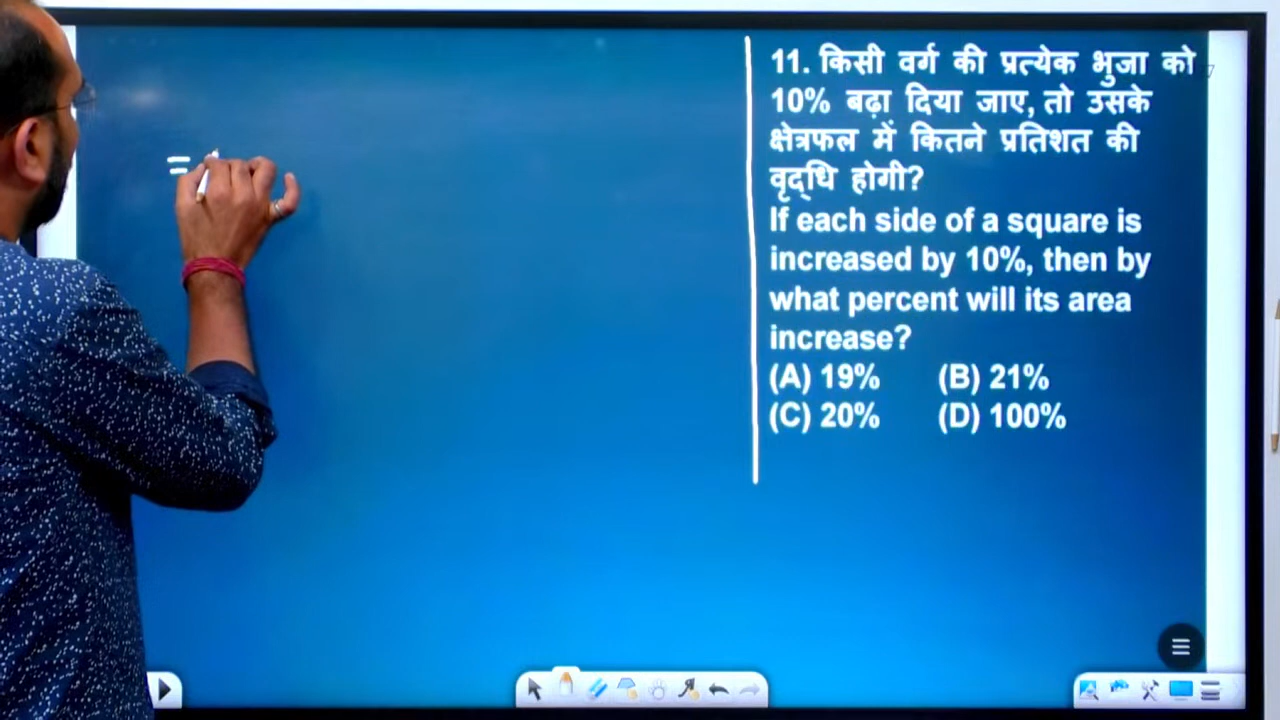 =
11. किसी वर्ग की प्रत्येक भुजा को
10% बढ़ा दिया जाए, तो उसके
क्षेत्रफल में कितने प्रतिशत की
वृद्धि होगी?
If each side of a square is
increased by 10%, then by
what percent will its area
increase?
(A) 19% (B) 21%
(C) 20% (D) 100%